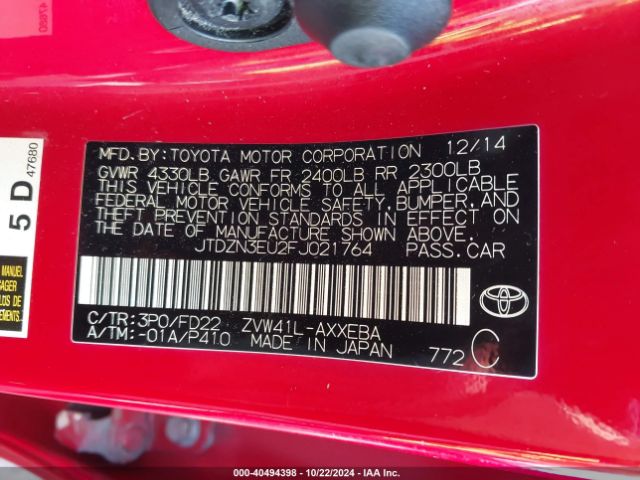 MFD.BY:TOYOTA MOTOR CORPORATION 12/14
GVWR 4330LB GAWR FR 2400LB RR 2300LB
THIS VEHICLE CONFORMS TO ALL APPLICABLE
FEDERAL MOTOR VEHICLE SAFETY,BUMPER,AND
THEFT PREVENTION STANDARDS IN EFFECT ON
THE DATE OF MANUFACTURE SHOWN ABOVE.
JTDZN3EU2FJ021764 PASS.CAR
C/TR:3P0/FD22 ZVW41L-AXXEBA
A/TM:-01A/P410 MADE IN JAPAN 772 C
5 D 47680
MANUEL
000-40494398 - 10/22/2024 - IAA Inc.